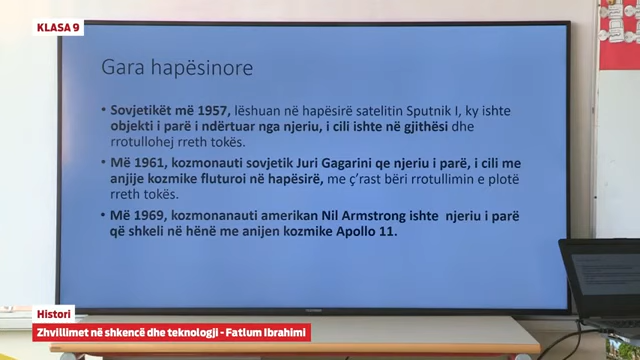 KLASA 9
Gara hapësinore
• Sovjetikët më 1957, lëshuan në hapësirë satelitin Sputnik I, ky ishte
objekti i parë i ndërtuar nga njeriu, i cili ishte në gjithësi dhe
rrotullohej rreth tokës.
• Më 1961, kozmonauti sovjetik Juri Gagarini qe njeriu i parë, i cili me
anjije kozmike fluturoi në hapësirë, me ç’rast bëri rrotullimin e plotë
rreth tokës.
• Më 1969, kozmonanauti amerikan Nil Armstrong ishte njeriu i parë
që shkeli në hënë me anijen kozmike Apollo 11.
Histori
Zhvillimet në shkencë dhe teknologji - Fatlum Ibrahimi